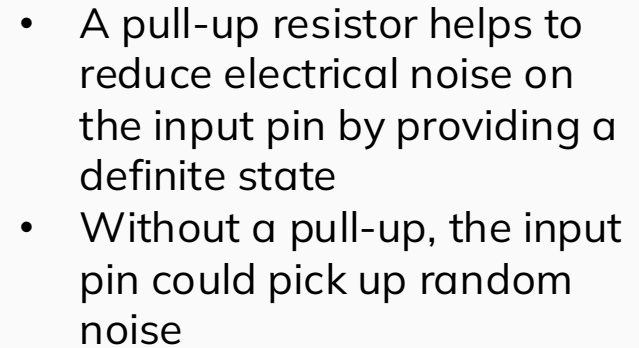 • A pull-up resistor helps to
reduce electrical noise on
the input pin by providing a
definite state
• Without a pull-up, the input
pin could pick up random
noise